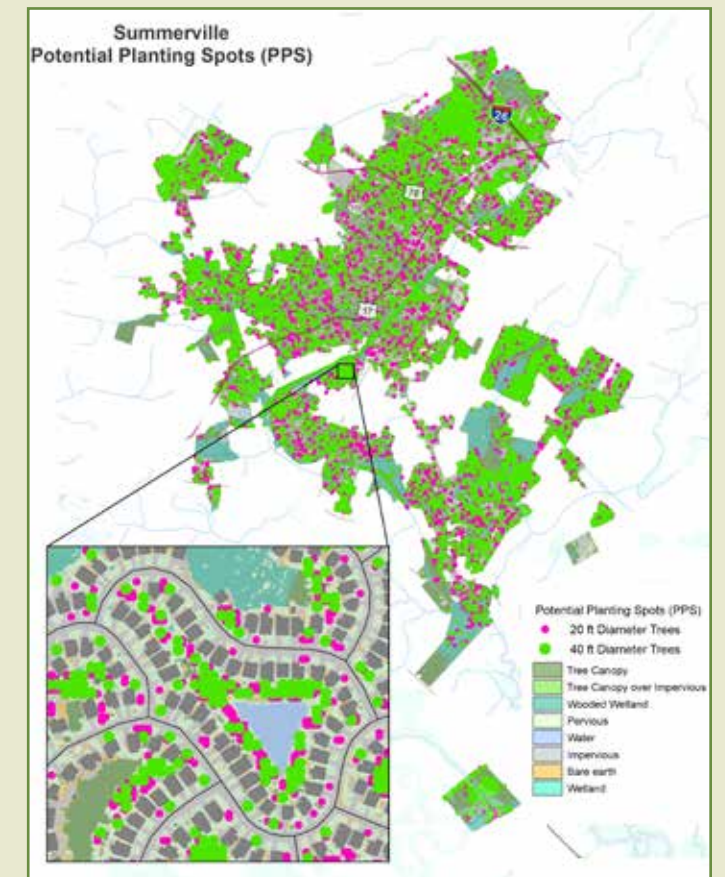 Summerville
Potential Planting Spots (PPS)
26
78
17
Potential Planting Spots (PPS)
20 ft Diameter Trees
40 ft Diameter Trees
Tree Canopy
Tree Canopy over Impervious
Wooded Wetland
Pervious
Water
Impervious
Bare earth
Wetland